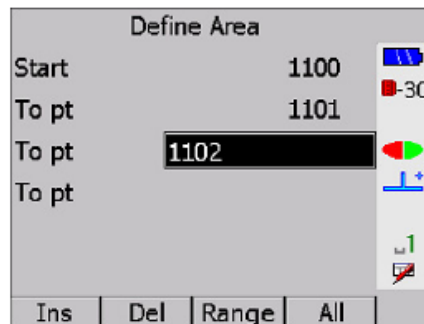 Define Area
Start 1100
To pt 1101
To pt 1102
To pt
-30
1
Ins Del Range All